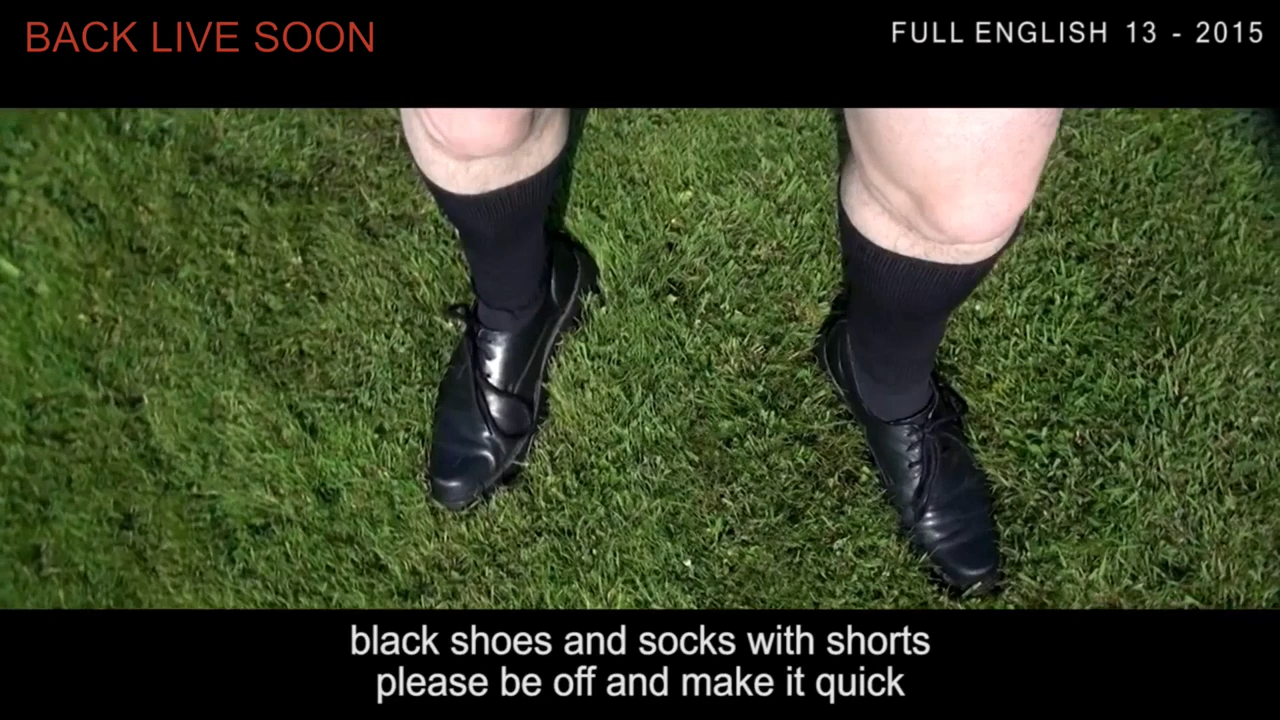 BACK LIVE SOON
FULL ENGLISH 13 - 2015
black shoes and socks with shorts
please be off and make it quick